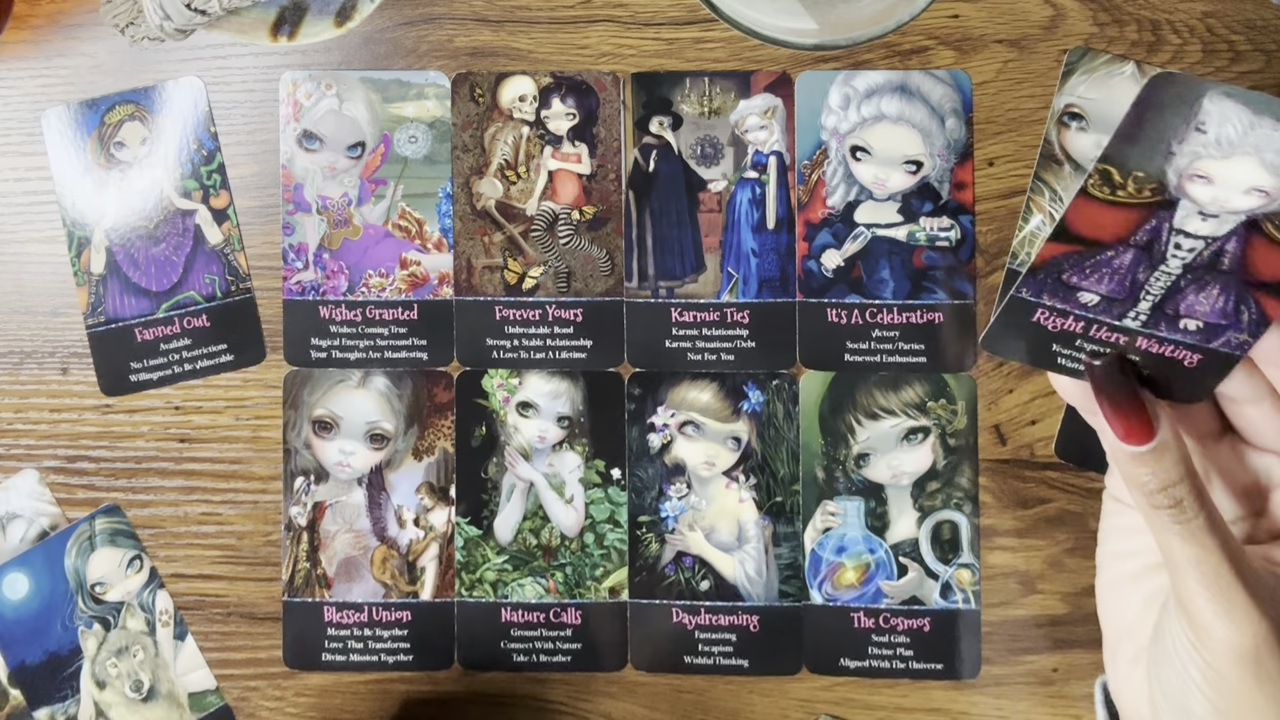 Fanned Out
Available
No Limits Or Restrictions
Willingness To Be Vulnerable
Wishes Granted
Wishes Coming True
Magical Energies Surround You
Your Thoughts Are Manifesting
Forever Yours
Unbreakable Bond
Strong & Stable Relationship
A Love To Last A Lifetime
Karmic Ties
Karmic Relationship
Karmic Situations/Debt
Not For You
It's A Celebration
Victory
Social Event/Parties
Renewed Enthusiasm
Right Here Waiting
Blessed Union
Meant To Be Together
Love That Transforms
Divine Mission Together
Nature Calls
Ground Yourself
Connect With Nature
Take A Breather
Daydreaming
Fantasizing
Escapism
Wishful Thinking
The Cosmos
Soul Gifts
Divine Plan
Aligned With The Universe